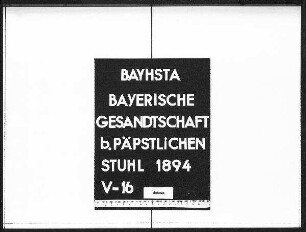 BAYHSTA
BAYERISCHE
GESANDTSCHAFT
b. PÄPSTLICHEN
STUHL 1894
V-16